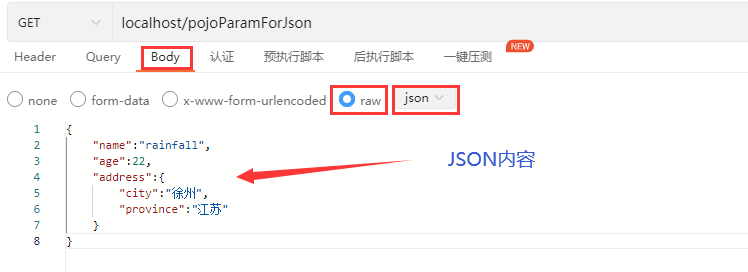 GET localhost/pojoParamForJson
NEW
Header Query Body 认证 预执行脚本 后执行脚本 一键压测
none form-data x-www-form-urlencoded raw json
1 {
2 "name":"rainfall",
3 "age":22,
4 "address":{
5 "city":"徐州",
6 "province":"江苏"
7 }
8 }
JSON内容